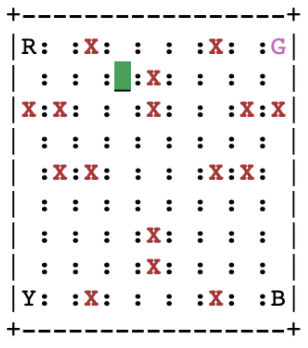 +-----------------+
|R: :X: : : :X: :G|
| : : :_:X: : : : |
|X:X: : :X: : :X:X|
| : : : : : : : : |
| :X:X: : : :X:X: |
| : : : : : : : : |
| : : : :X: : : : |
| : : : :X: : : : |
|Y: :X: : : :X: :B|
+-----------------+